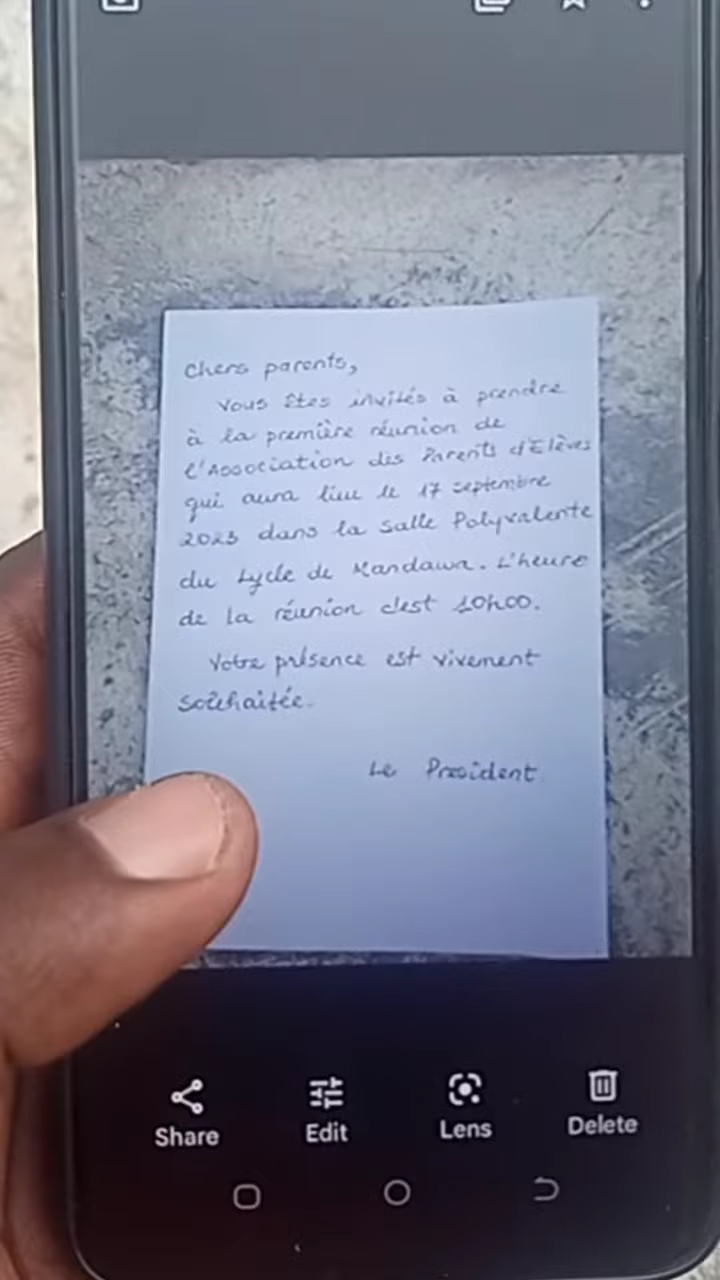 chers parents,
vous êtes invités à prendre
à la première réunion de
l'Association des Parents d'Elèves
qui aura lieu le 17 septembre
2023 dans la salle Polyvalente
du Lycée de Mandawa. L'heure
de la réunion c'est 10h00.
Votre présence est vivement
souhaitée.
Le President
Share Edit Lens Delete